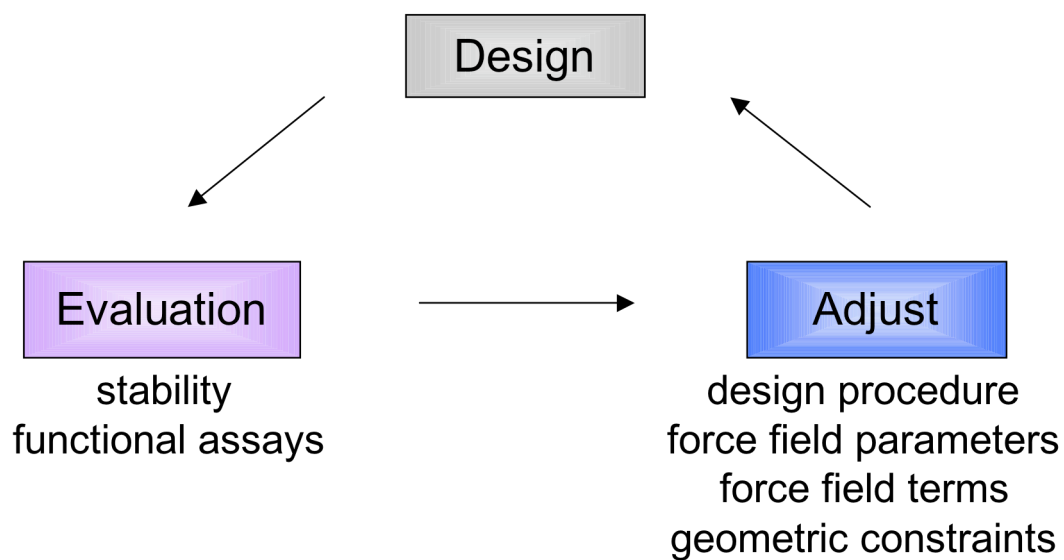 Design
Evaluation
stability
functional assays
Adjust
design procedure
force field parameters
force field terms
geometric constraints